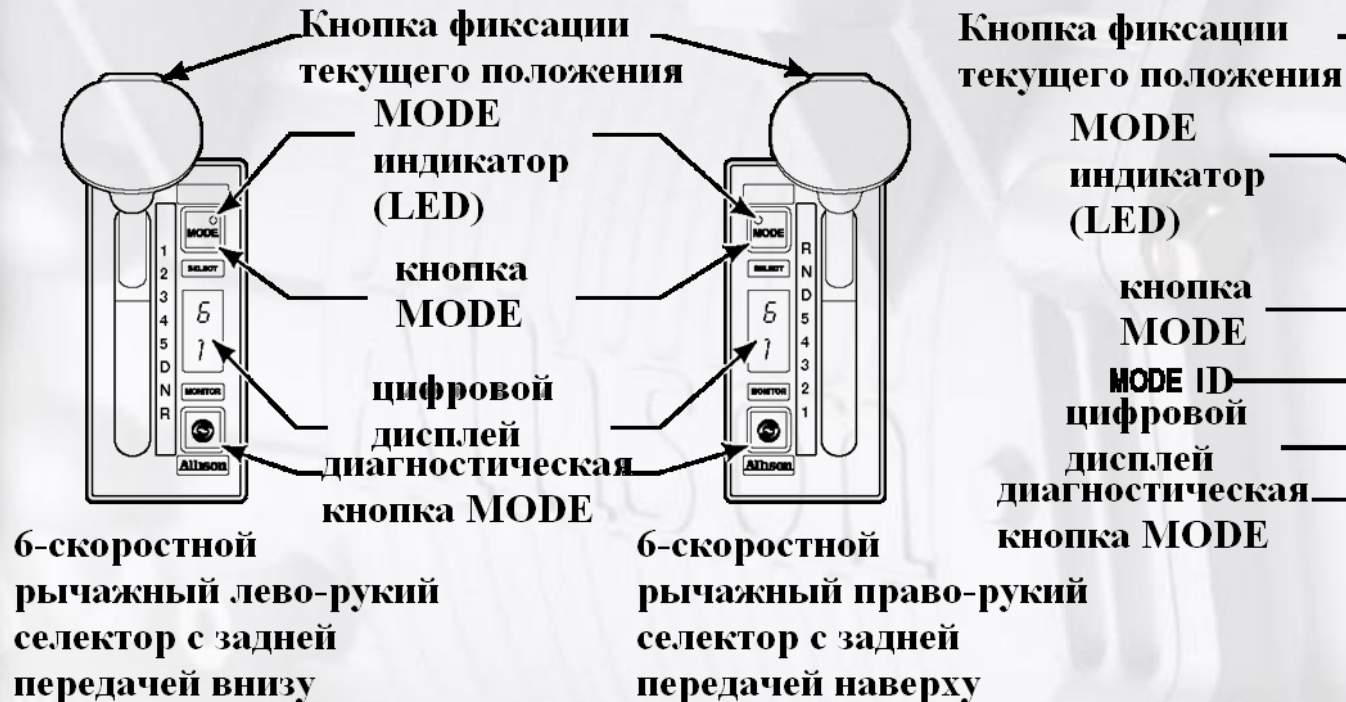 Кнопка фиксации
текущего положения
MODE
индикатор
(LED)
кнопка
MODE
цифровой
дисплей
диагностическая
кнопка MODE
MODE
SELECT
6
1
MONITOR
Allison
1
2
3
4
5
D
N
R
6-скоростной
рычажный лево-рукий
селектор с задней
передачей внизу
MODE
SELECT
6
1
MONITOR
Allison
R
N
D
5
4
3
2
1
6-скоростной
рычажный право-рукий
селектор с задней
передачей наверху
Кнопка фиксации
текущего положения
MODE
индикатор
(LED)
кнопка
MODE
MODE ID
цифровой
дисплей
диагностическая
кнопка MODE